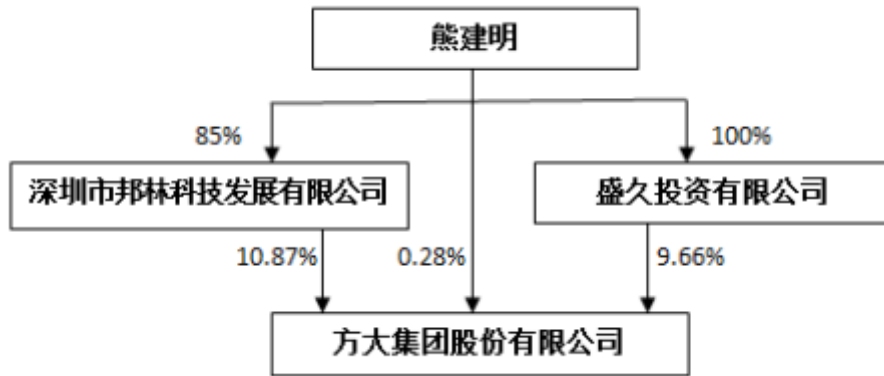 熊建明
85%
100%
深圳市邦林科技发展有限公司
盛久投资有限公司
10.87%
0.28%
9.66%
方大集团股份有限公司